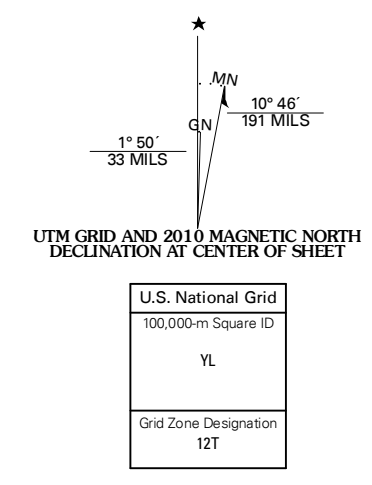 MN
GN
10° 46´
191 MILS
1° 50´
33 MILS
UTM GRID AND 2010 MAGNETIC NORTH
DECLINATION AT CENTER OF SHEET
U.S. National Grid
100,000-m Square ID
YL
Grid Zone Designation
12T